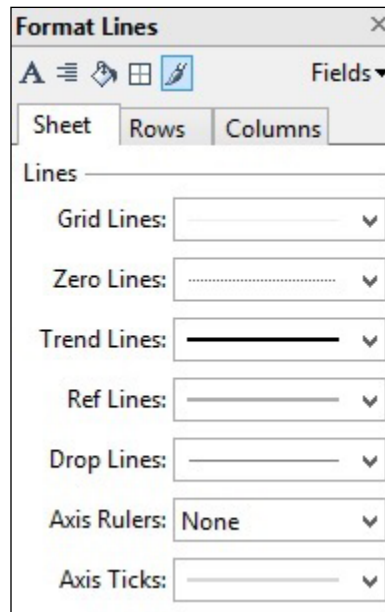 Format Lines
A
Fields
Sheet Rows Columns
Lines
Grid Lines:
Zero Lines:
Trend Lines:
Ref Lines:
Drop Lines:
Axis Rulers: None
Axis Ticks: